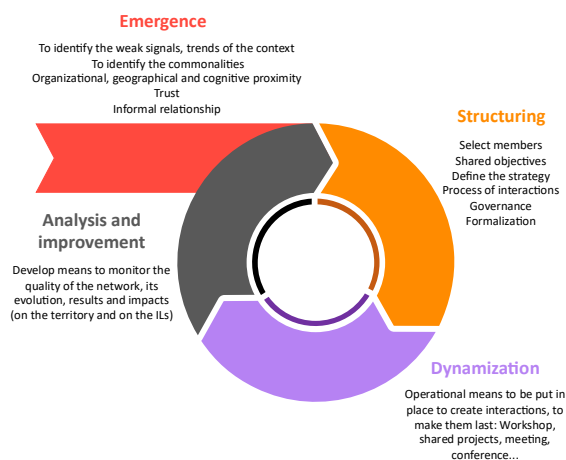 Emergence
To identify the weak signals, trends of the context
To identify the commonalities
Organizational, geographical and cognitive proximity
Trust
Informal relationship
Structuring
Select members
Shared objectives
Define the strategy
Process of interactions
Governance
Formalization
Analysis and
improvement
Develop means to monitor the
quality of the network, its
evolution, results and impacts
(on the territory and on the ILs)
Dynamization
Operational means to be put in
place to create interactions, to
make them last: Workshop,
shared projects, meeting,
conference...